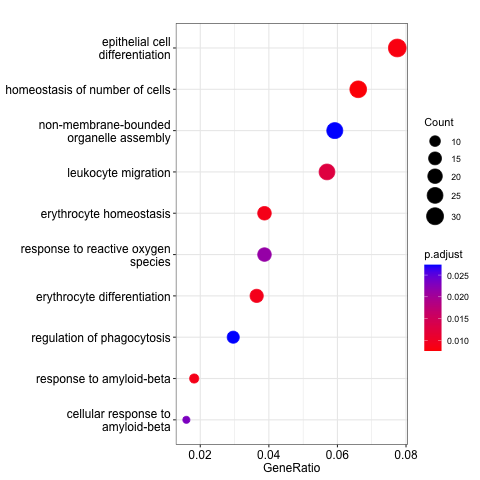 epithelial cell
differentiation
homeostasis of number of cells
non-membrane-bounded
organelle assembly
leukocyte migration
erythrocyte homeostasis
response to reactive oxygen
species
erythrocyte differentiation
regulation of phagocytosis
response to amyloid-beta
cellular response to
amyloid-beta
0.02 0.04 0.06 0.08
GeneRatio
Count
10
15
20
25
30
p.adjust
0.025
0.020
0.015
0.010